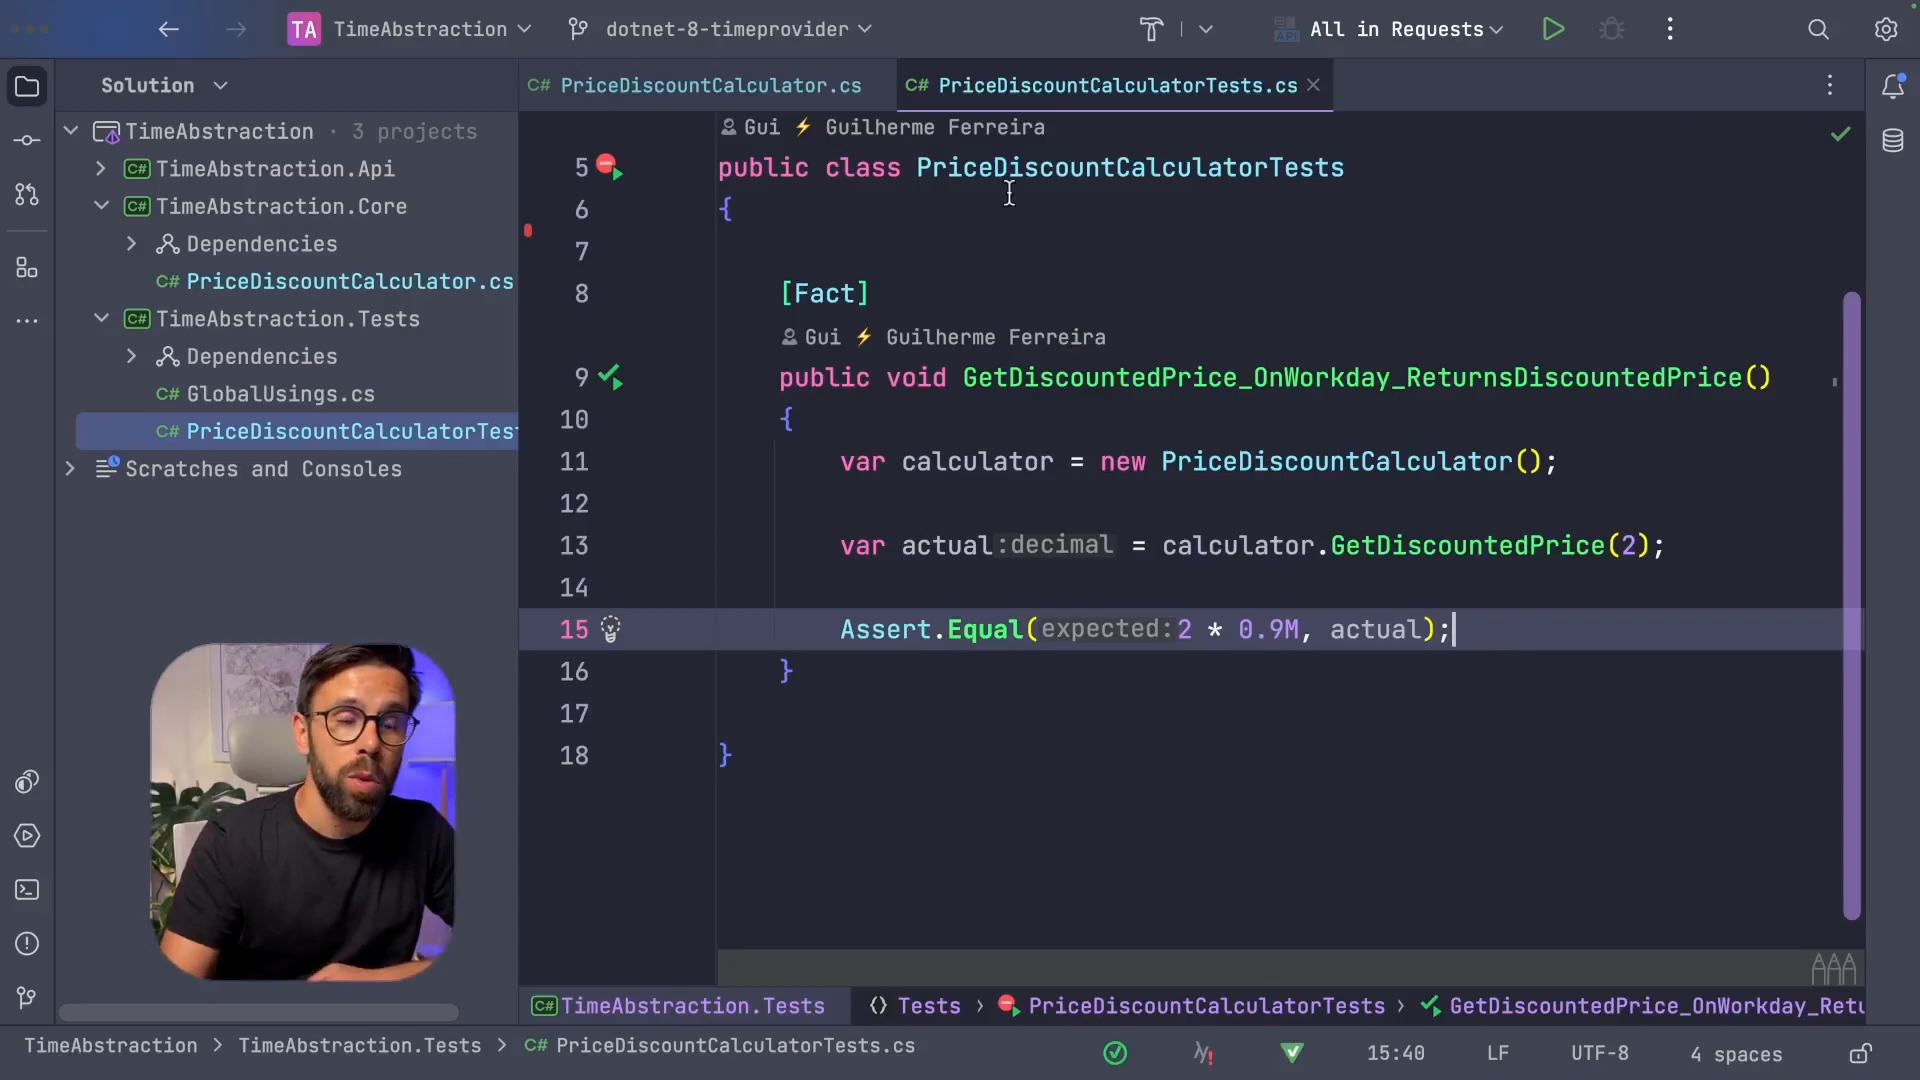 TA TimeAbstraction dotnet-8-timeprovider All in Requests
API
Solution
C# PriceDiscountCalculator.cs C# PriceDiscountCalculatorTests.cs
TimeAbstraction · 3 projects
C# TimeAbstraction.Api
C# TimeAbstraction.Core
Dependencies
C# PriceDiscountCalculator.cs
C# TimeAbstraction.Tests
Dependencies
C# GlobalUsings.cs
C# PriceDiscountCalculatorTes
Scratches and Consoles
Gui ⚡ Guilherme Ferreira
5 public class PriceDiscountCalculatorTests
6 {
7
8 [Fact]
Gui ⚡ Guilherme Ferreira
9 public void GetDiscountedPrice_OnWorkday_ReturnsDiscountedPrice()
10 {
11 var calculator = new PriceDiscountCalculator();
12
13 var actual:decimal = calculator.GetDiscountedPrice(2);
14
15 Assert.Equal(expected:2 * 0.9M, actual);
16 }
17
18 }
C# TimeAbstraction.Tests Tests › PriceDiscountCalculatorTests › GetDiscountedPrice_OnWorkday_Retu
TimeAbstraction > TimeAbstraction.Tests > C# PriceDiscountCalculatorTests.cs 15:40 LF UTF-8 4 spaces